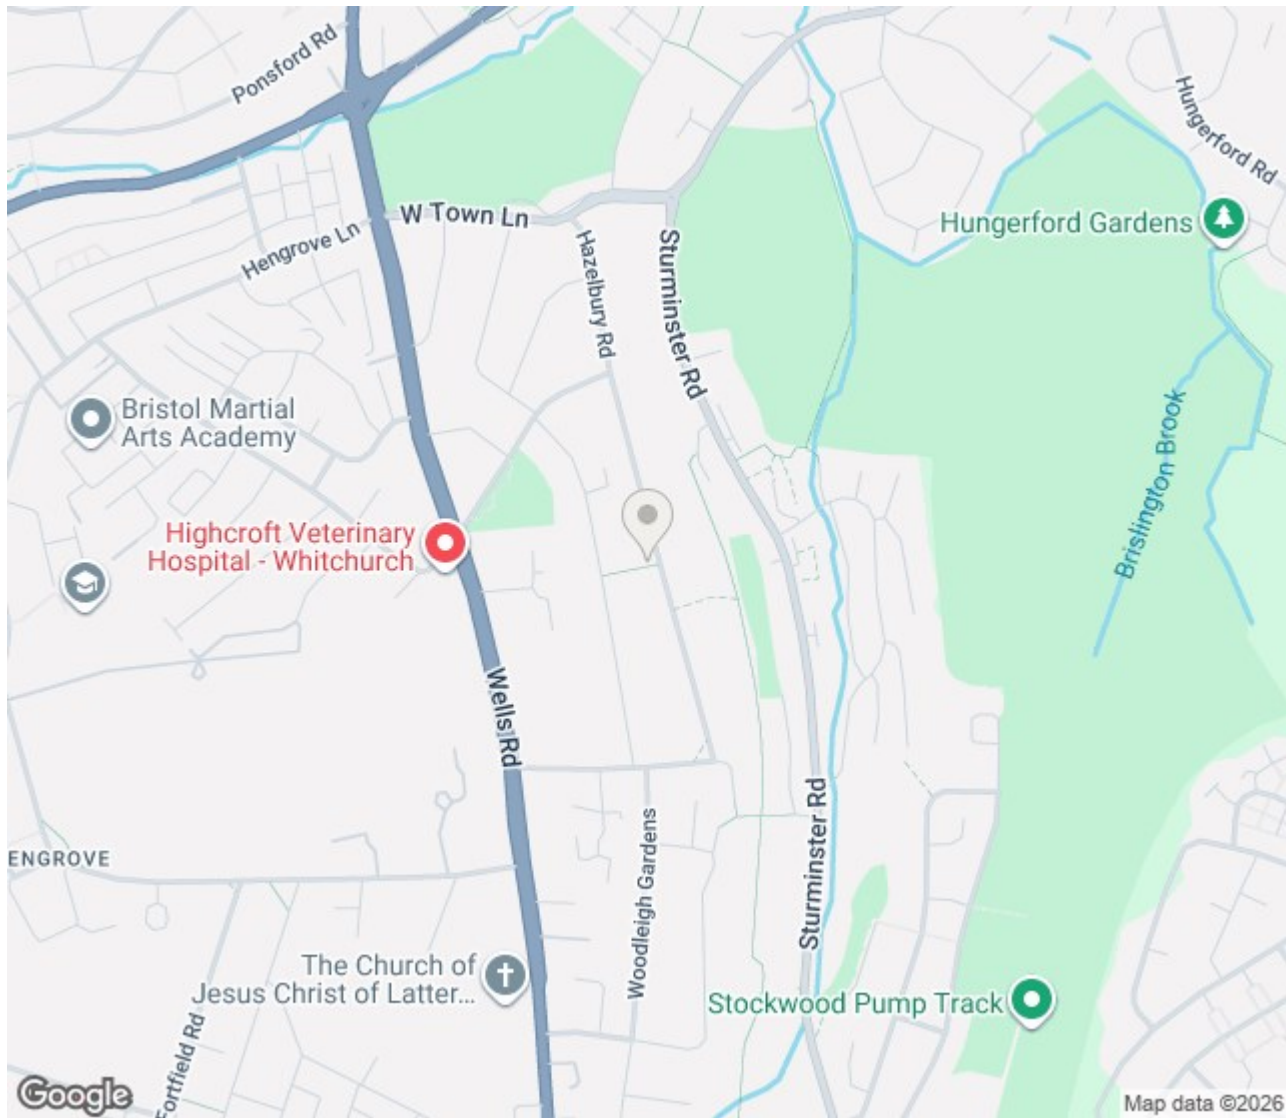 Ponsford Rd
Hungerford Rd
W Town Ln
Hengrove Ln
Hungerford Gardens
Hazelbury Rd
Sturminster Rd
Bristol Martial
Arts Academy
Brislington Brook
Highcroft Veterinary
Hospital - Whitchurch
Wells Rd
Sturminster Rd
ENGROVE
Woodleigh Gardens
The Church of
Jesus Christ of Latter...
Stockwood Pump Track
Fortfield Rd
Google
Map data ©2026